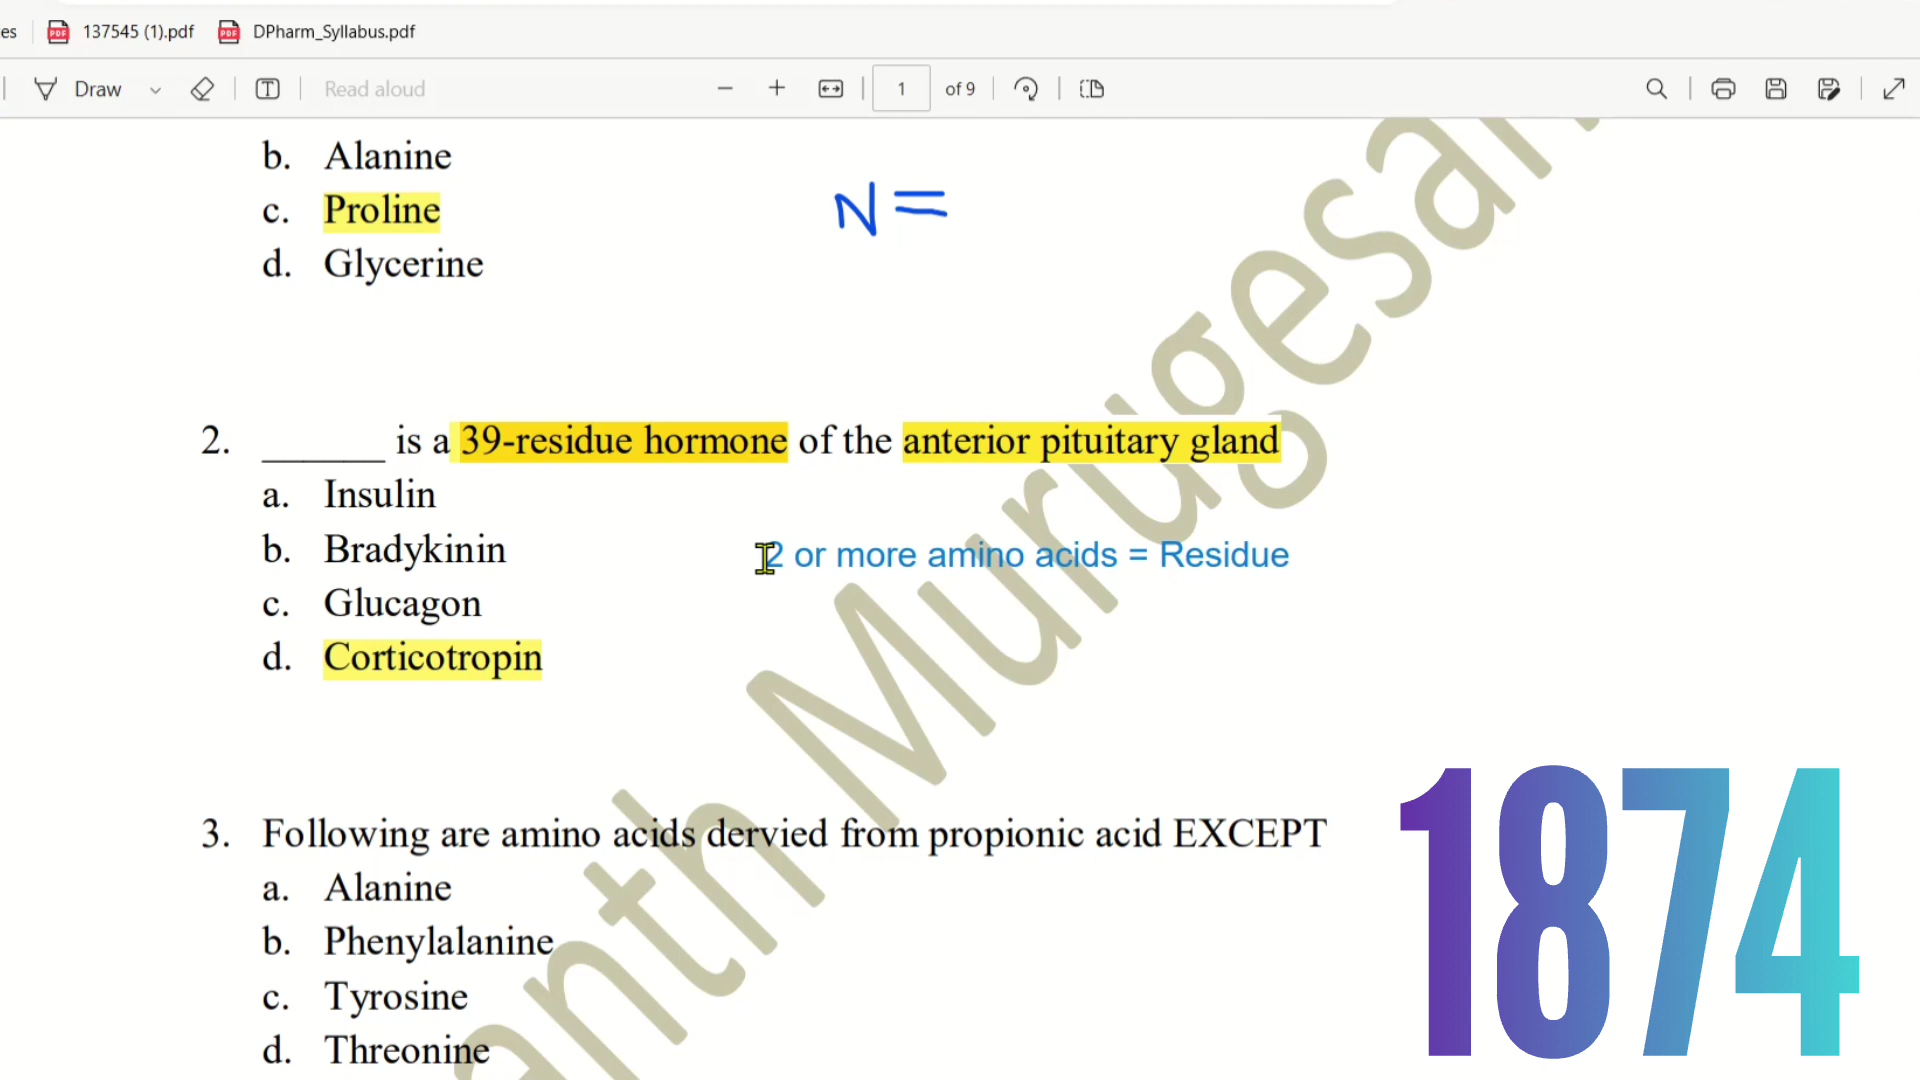 es 137545 (1).pdf DPharm_Syllabus.pdf
Draw Read aloud 1 of 9
b. Alanine
c. Proline
N =
d. Glycerine
2. ______ is a 39-residue hormone of the anterior pituitary gland
a. Insulin
b. Bradykinin
2 or more amino acids = Residue
c. Glucagon
d. Corticotropin
3. Following are amino acids dervied from propionic acid EXCEPT
a. Alanine
b. Phenylalanine
c. Tyrosine
d. Threonine
anth Murugesan
1874